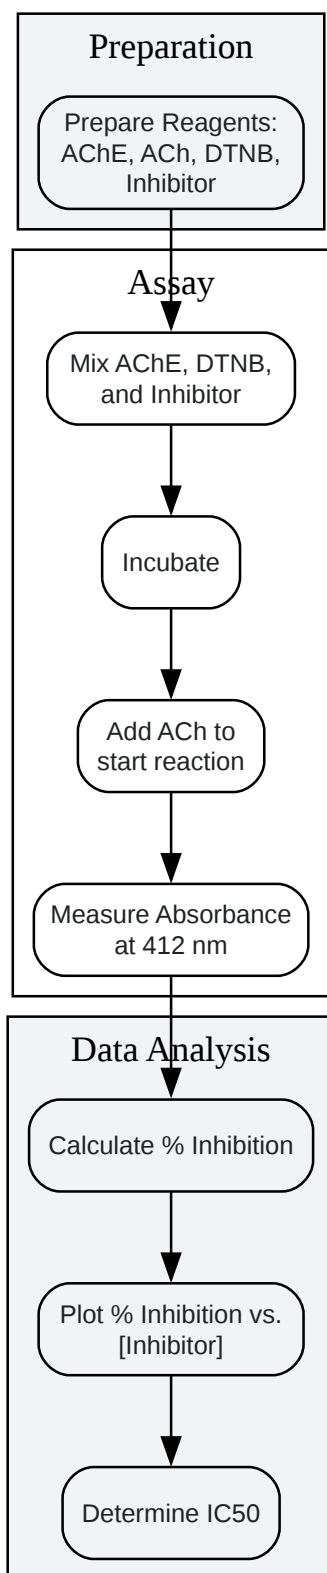 Preparation
Prepare Reagents:
AChE, ACh, DTNB,
Inhibitor
Assay
Mix AChE, DTNB,
and Inhibitor
Incubate
Add ACh to
start reaction
Measure Absorbance
at 412 nm
Data Analysis
Calculate % Inhibition
Plot % Inhibition vs.
[Inhibitor]
Determine IC50